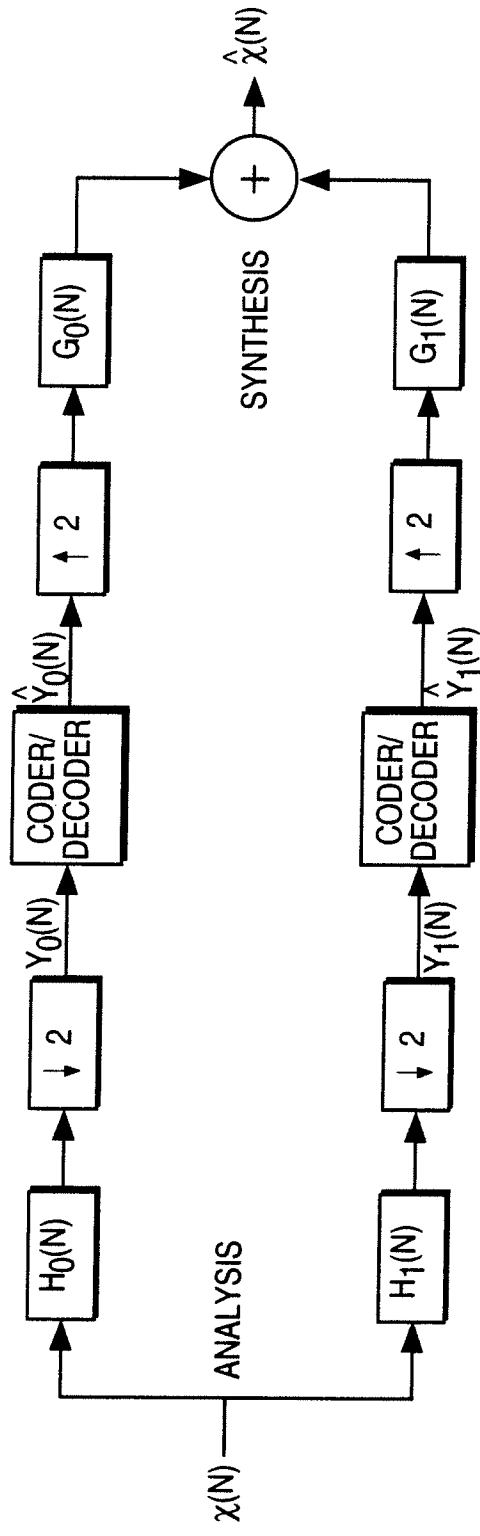 χ(N)
ANALYSIS
H₀(N)
↓ 2
Y₀(N)
CODER/
DECODER
Ŷ₀(N)
↑ 2
G₀(N)
H₁(N)
↓ 2
Y₁(N)
CODER/
DECODER
Ŷ₁(N)
↑ 2
G₁(N)
SYNTHESIS
+
χ̂(N)